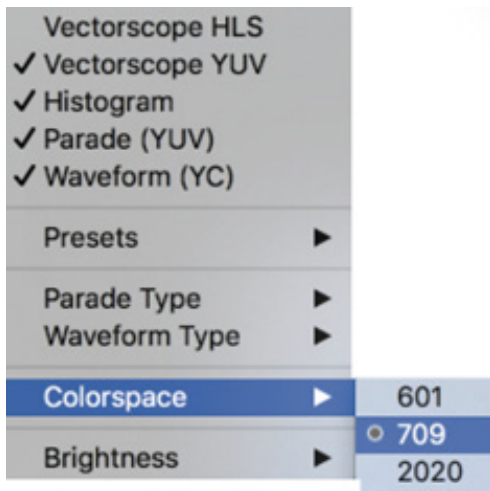 Vectorscope HLS
✓ Vectorscope YUV
✓ Histogram
✓ Parade (YUV)
✓ Waveform (YC)
Presets
Parade Type
Waveform Type
Colorspace
601
709
2020
Brightness